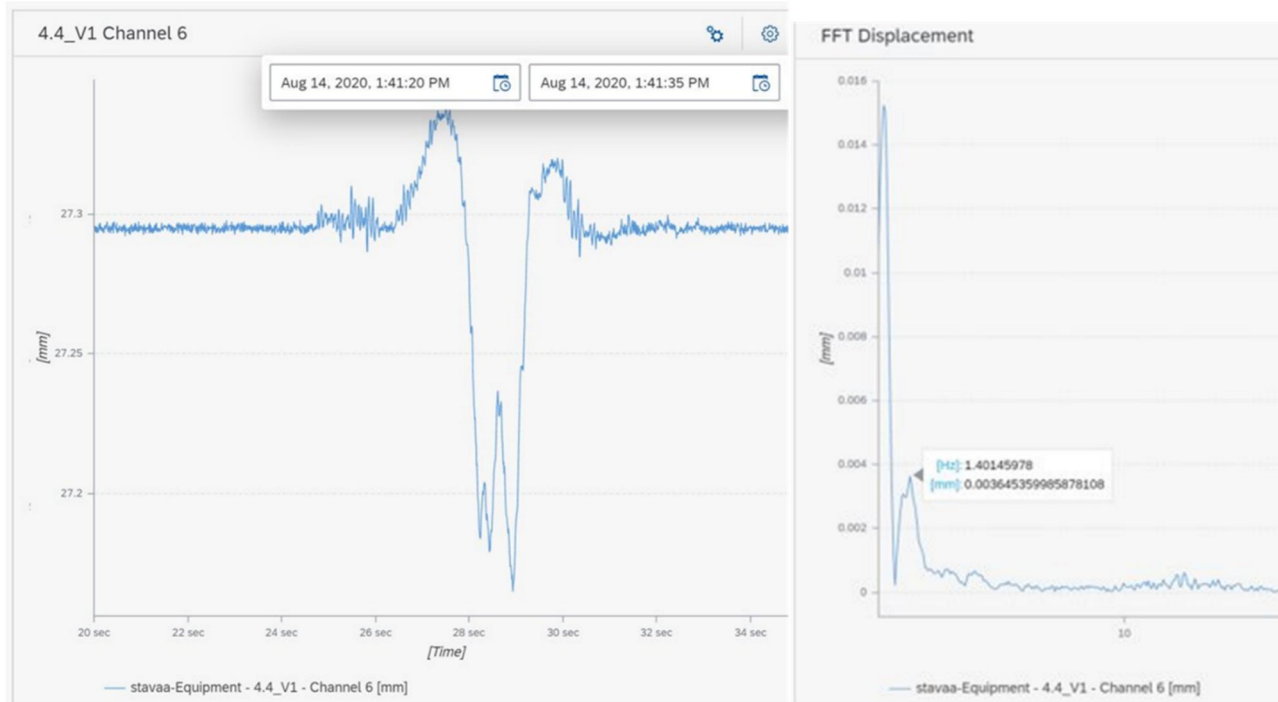 4.4_V1 Channel 6
Aug 14, 2020, 1:41:20 PM
Aug 14, 2020, 1:41:35 PM
27.3
27.25
27.2
[mm]
20 sec
22 sec
24 sec
26 sec
28 sec
30 sec
32 sec
34 sec
[Time]
stavaa-Equipment - 4.4_V1 - Channel 6 [mm]
FFT Displacement
0.016
0.014
0.012
0.01
0.008
0.006
0.004
0.002
0
[mm]
[Hz]: 1.40145978
[mm]: 0.003645359985878108
10
stavaa-Equipment - 4.4_V1 - Channel 6 [mm]